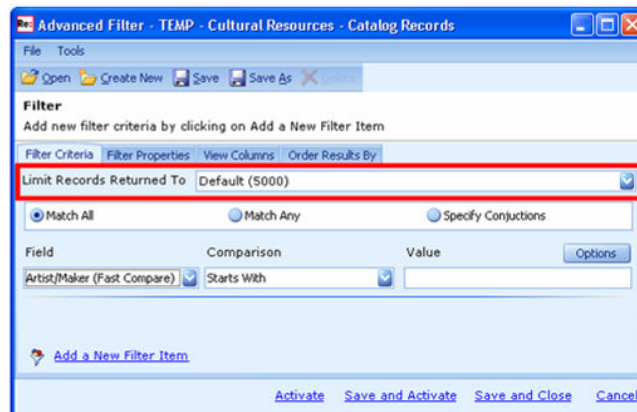 Re: Advanced Filter - TEMP - Cultural Resources - Catalog Records
File Tools
Open Create New Save Save As Delete
Filter
Add new filter criteria by clicking on Add a New Filter Item
Filter Criteria Filter Properties View Columns Order Results By
Limit Records Returned To Default (5000)
Match All Match Any Specify Conjuctions
Field Comparison Value Options
Artist/Maker (Fast Compare) Starts With
Add a New Filter Item
Activate Save and Activate Save and Close Cancel